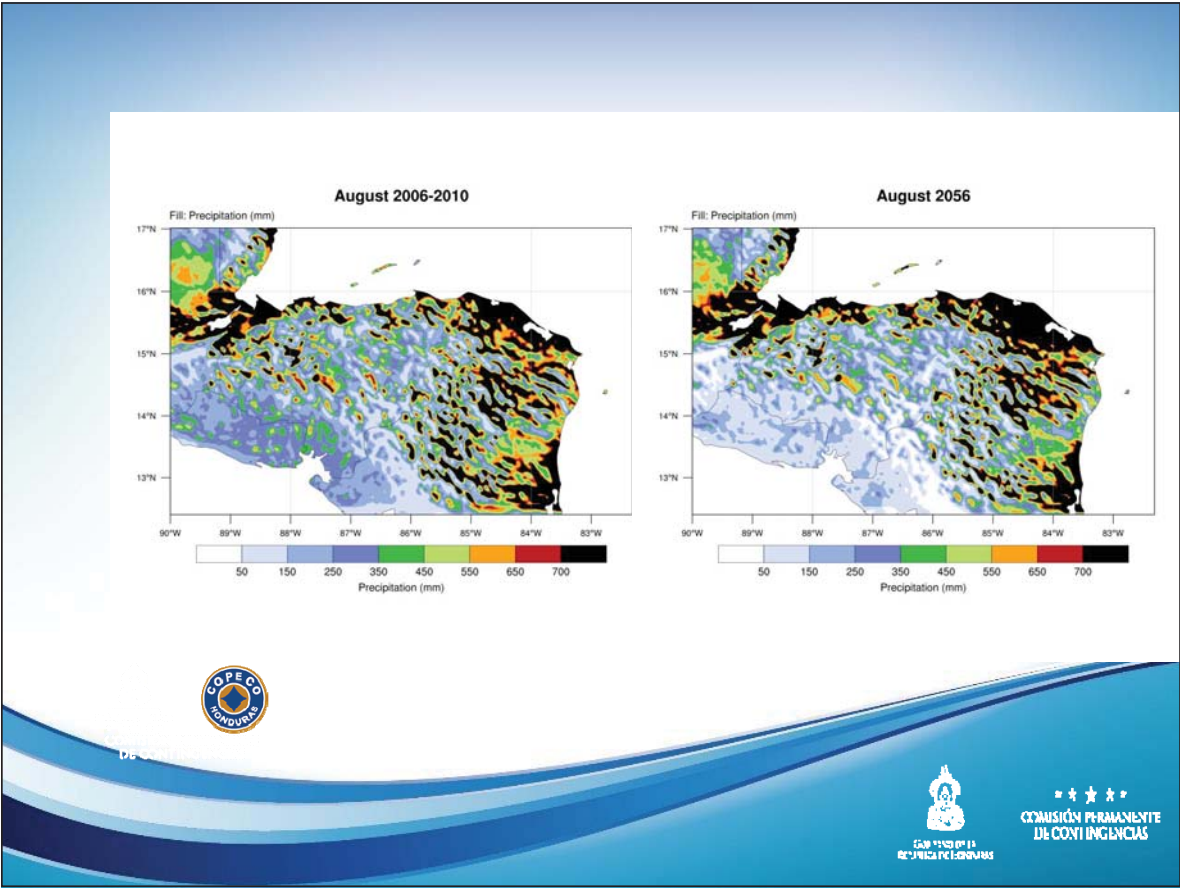 August 2006-2010
Fill: Precipitation (mm)
17°N
16°N
15°N
14°N
13°N
90°W 89°W 88°W 87°W 86°W 85°W 84°W 83°W
50 150 250 350 450 550 650 700
Precipitation (mm)
August 2056
Fill: Precipitation (mm)
17°N
16°N
15°N
14°N
13°N
90°W 89°W 88°W 87°W 86°W 85°W 84°W 83°W
50 150 250 350 450 550 650 700
Precipitation (mm)
COPECO
HONDURAS
DE
COMISIÓN PERMANENTE
DE CONTINGENCIAS